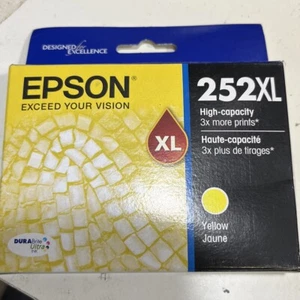 DESIGNED for EXCELLENCE
EPSON
EXCEED YOUR VISION
252XL
High-capacity
3x more prints*
Haute-capacité
3x plus de tirages*
XL
Yellow
Jaune
DURABrite
Ultra